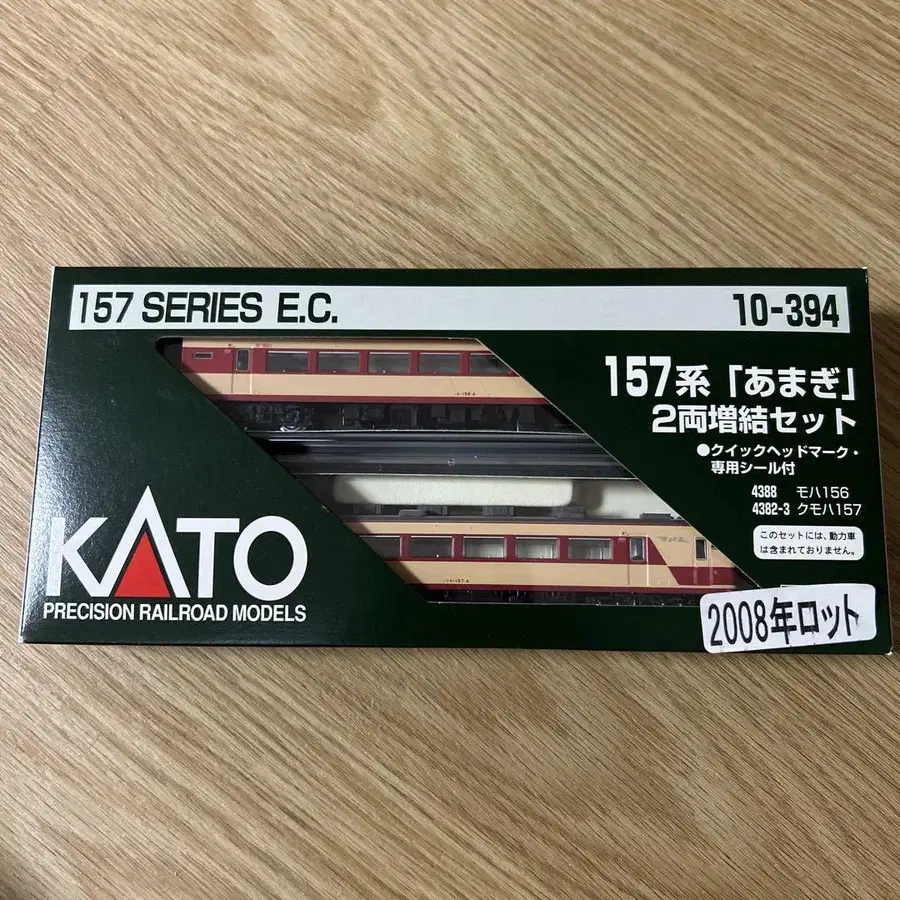 157 SERIES E.C.
10-394
157系「あまぎ」
2両増結セット
●クイックヘッドマーク・
専用シール付
4388 モハ156
4382-3 クモハ157
このセットには、動力車
は含まれておりません。
KATO
PRECISION RAILROAD MODELS
2008年ロット